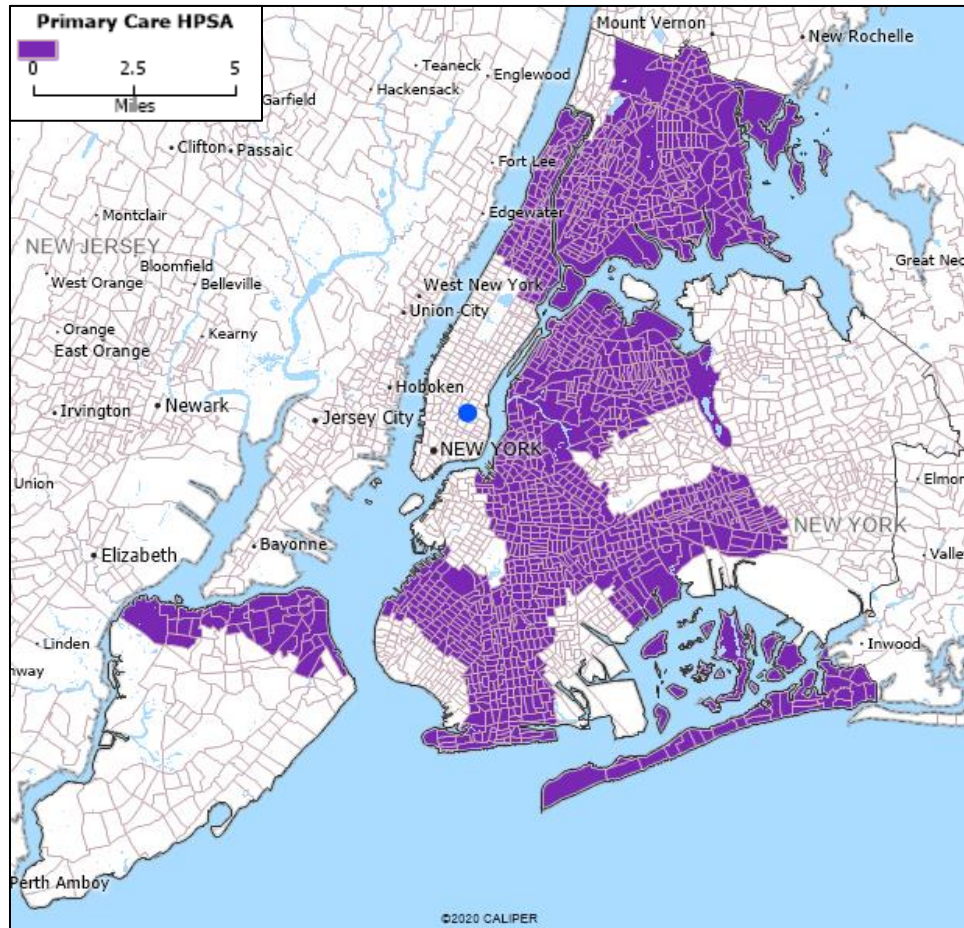 Primary Care HPSA
0 2.5 5
Miles
Mount Vernon
New Rochelle
Teaneck
Englewood
Hackensack
Garfield
Clifton
Passaic
Fort Lee
Montclair
Edgewater
NEW JERSEY
Great Nec
Bloomfield
West Orange
Belleville
West New York
Union City
Orange
Kearny
East Orange
Hoboken
Irvington
Newark
Jersey City
NEW YORK
Union
Elmo
NEW YORK
Bayonne
Elizabeth
Valle
Linden
Inwood
nway
Perth Amboy
©2020 CALIPER